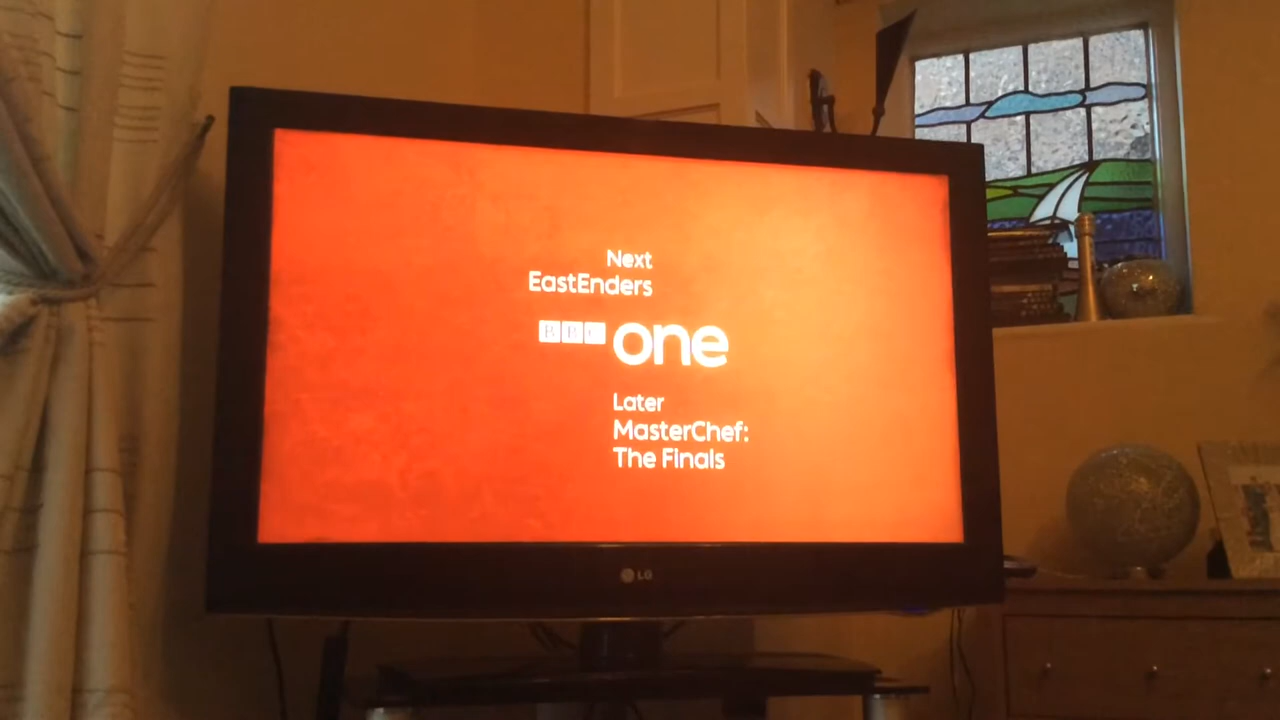 Next
EastEnders
BBC one
Later
MasterChef:
The Finals
LG